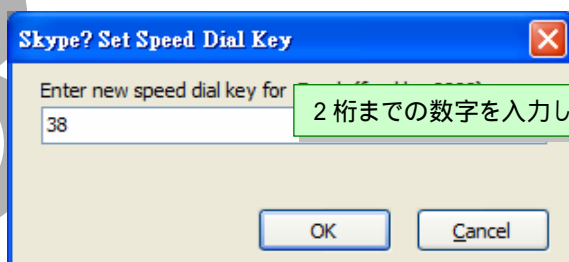 Skype? Set Speed Dial Key
Enter new speed dial key for
2桁までの数字を入力し
38
OK
Cancel